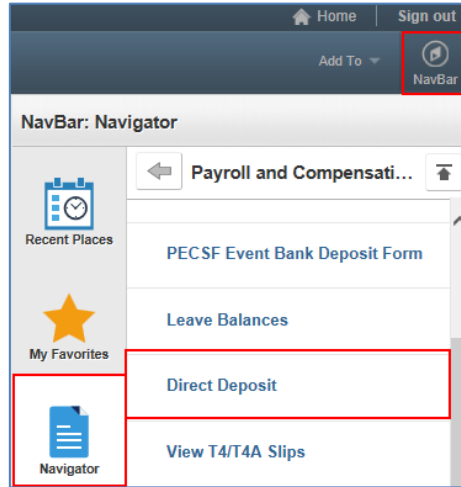 Home Sign out
Add To NavBar
NavBar: Navigator
Payroll and Compensati...
Recent Places
PECSF Event Bank Deposit Form
Leave Balances
My Favorites
Direct Deposit
View T4/T4A Slips
Navigator